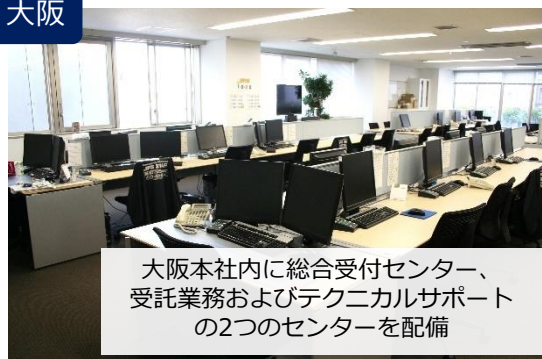 大阪
大阪本社内に総合受付センター、
受託業務およびテクニカルサポート
の2つのセンターを配備